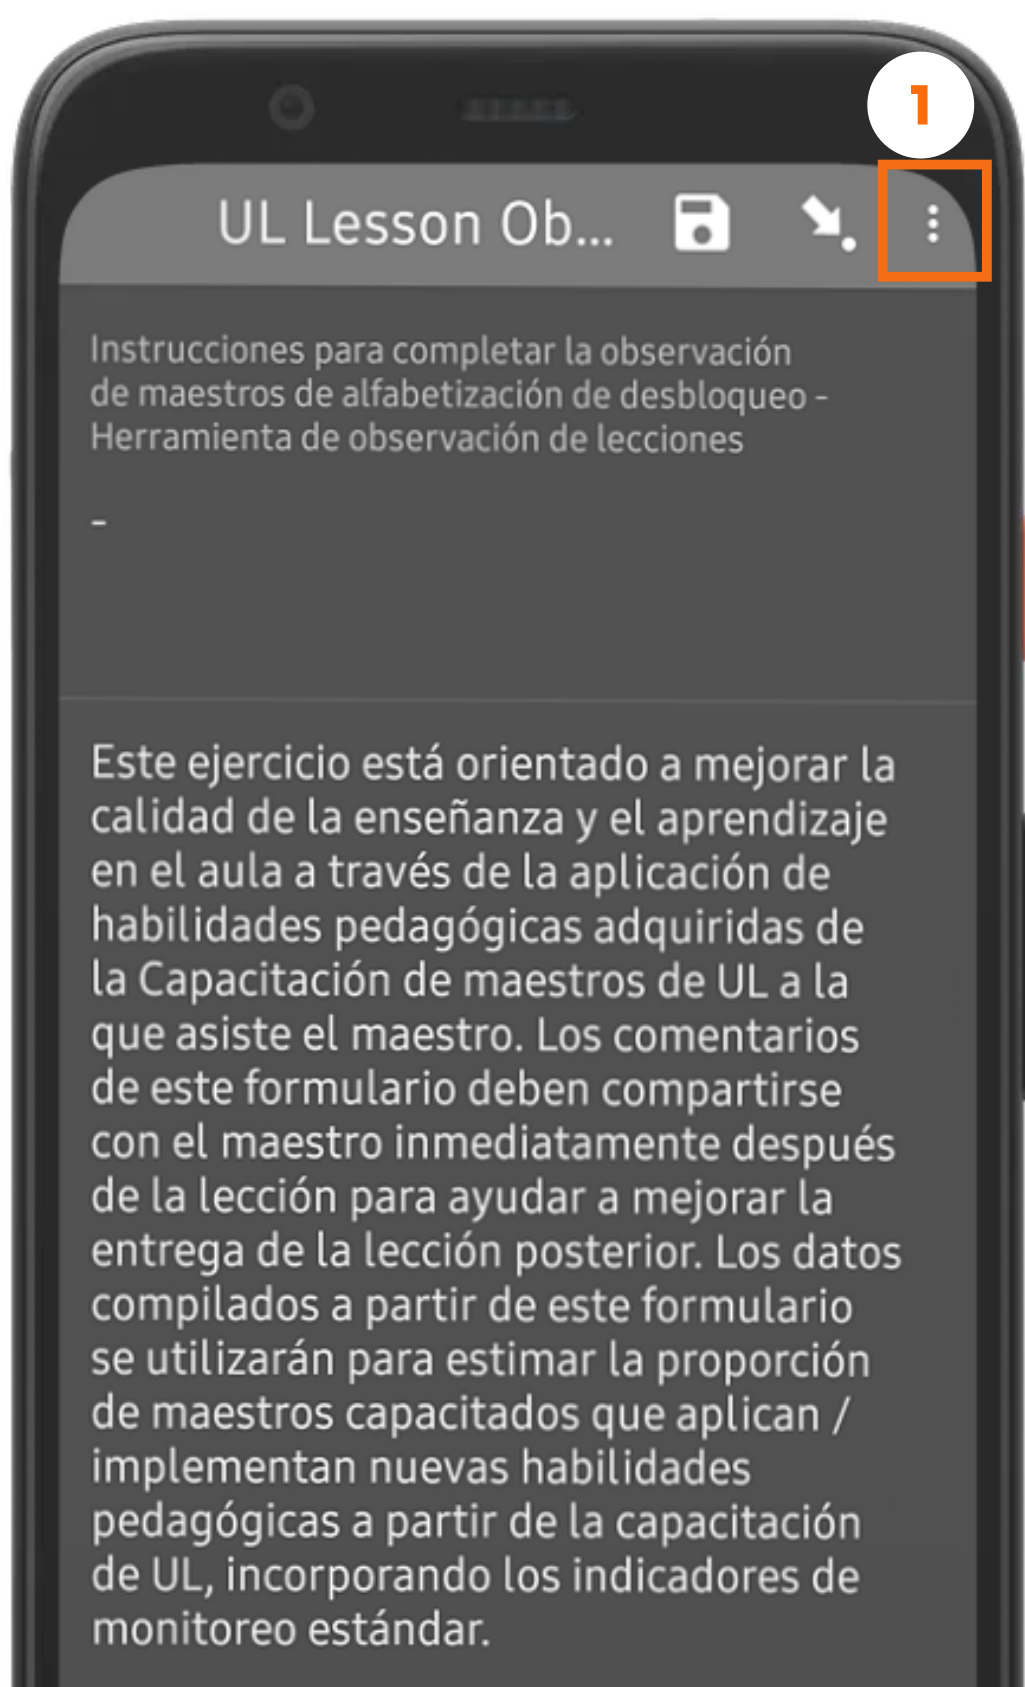 1
UL Lesson Ob...
Instrucciones para completar la observación
de maestros de alfabetización de desbloqueo -
Herramienta de observación de lecciones
-
Este ejercicio está orientado a mejorar la
calidad de la enseñanza y el aprendizaje
en el aula a través de la aplicación de
habilidades pedagógicas adquiridas de
la Capacitación de maestros de UL a la
que asiste el maestro. Los comentarios
de este formulario deben compartirse
con el maestro inmediatamente después
de la lección para ayudar a mejorar la
entrega de la lección posterior. Los datos
compilados a partir de este formulario
se utilizarán para estimar la proporción
de maestros capacitados que aplican /
implementan nuevas habilidades
pedagógicas a partir de la capacitación
de UL, incorporando los indicadores de
monitoreo estándar.